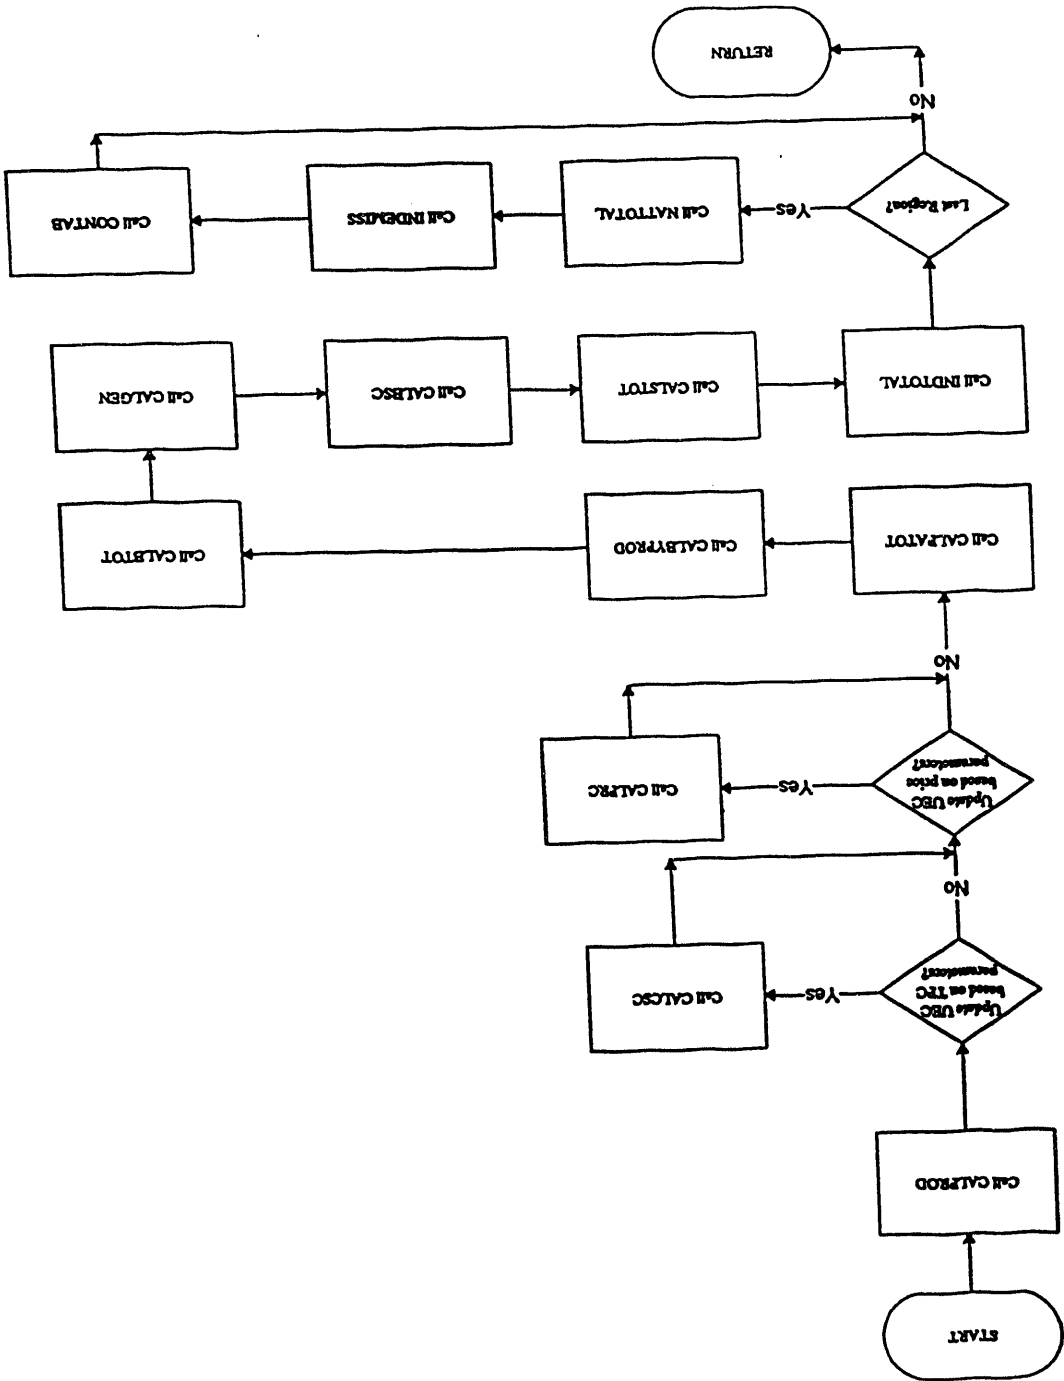 START
Call CALPROD
Update UEC
based on TPC
parameters?
Yes
Call CALCSC
No
Update UEC
based on price
parameters?
Yes
Call CALPRC
No
Call CALPATOT
Call CALBYPROD
Call CALBTOT
Call CALGEN
Call CALBSC
Call CALSTOT
Call INDTOTAL
Last Region?
Yes
Call NATTOTAL
Call INDEMISS
Call CONTAB
No
RETURN